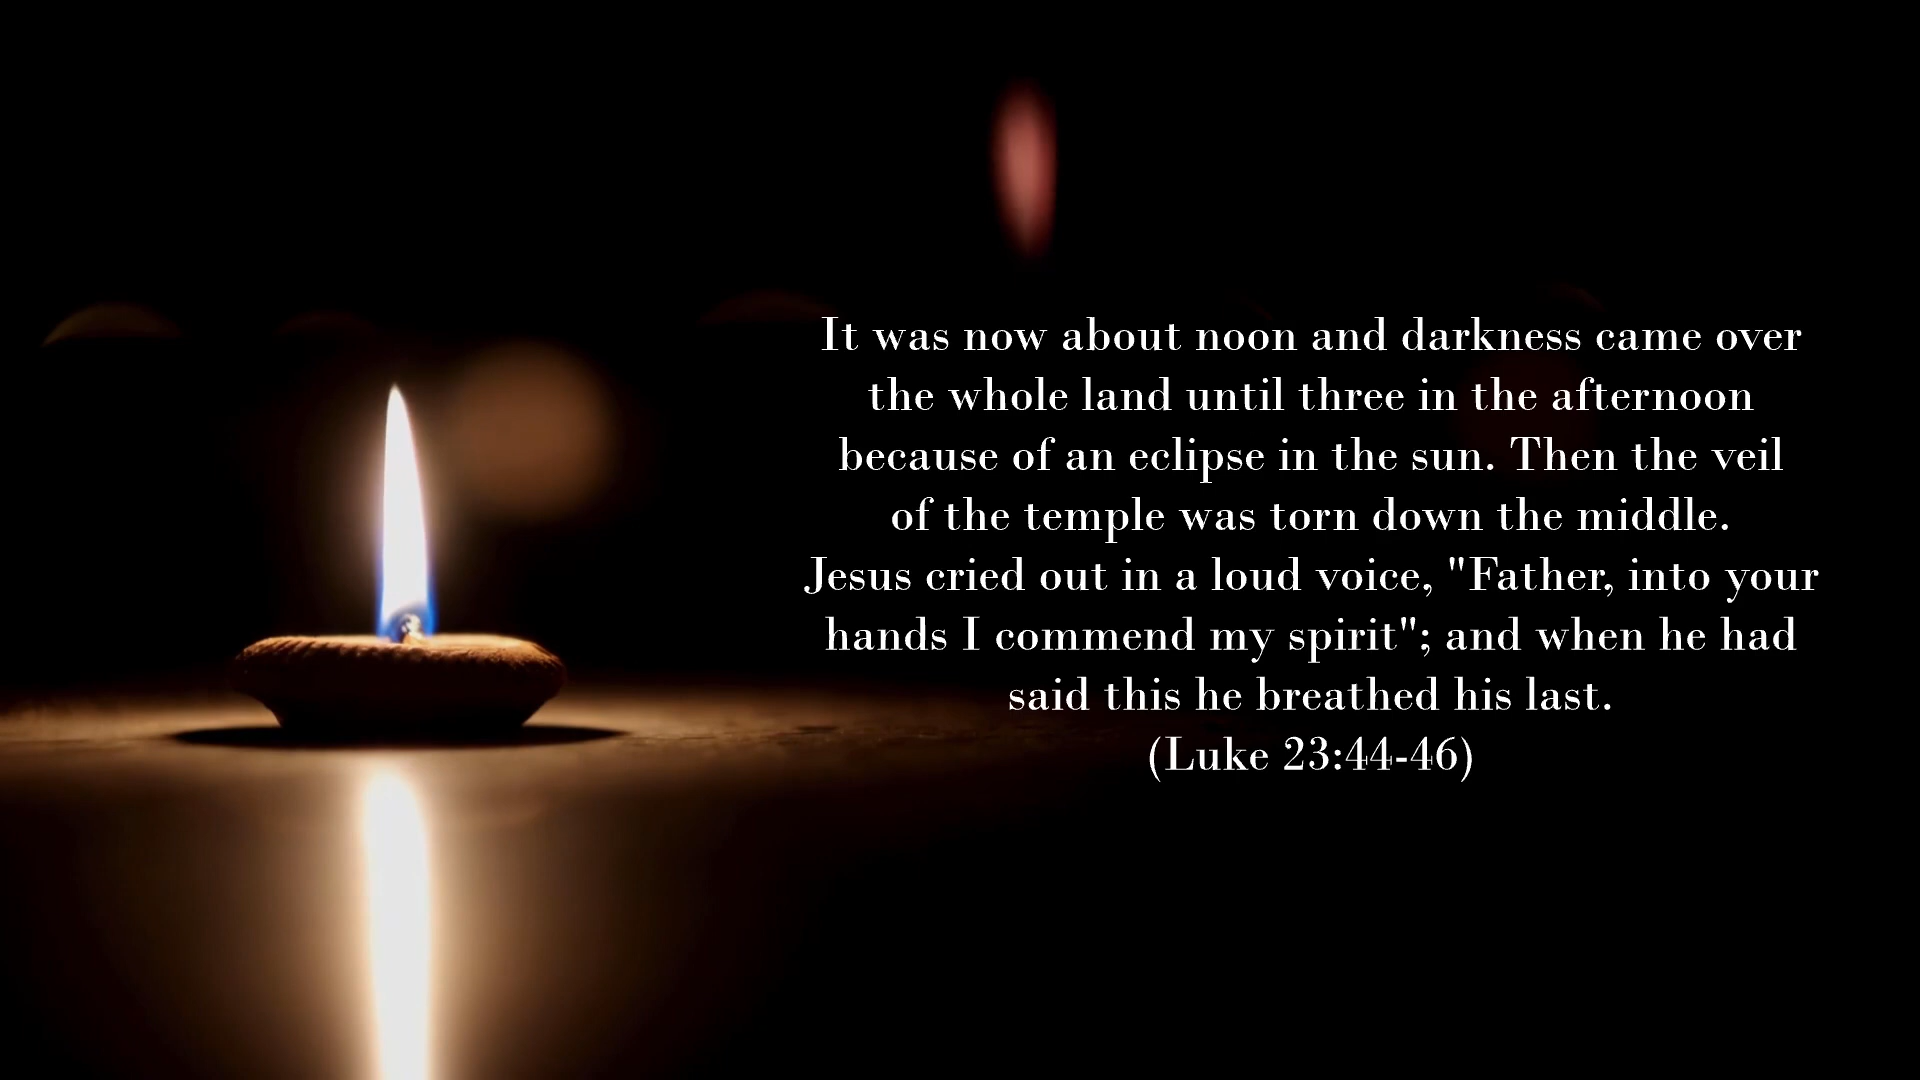 It was now about noon and darkness came over
the whole land until three in the afternoon
because of an eclipse in the sun. Then the veil
of the temple was torn down the middle.
Jesus cried out in a loud voice, "Father, into your
hands I commend my spirit"; and when he had
said this he breathed his last.
(Luke 23:44-46)